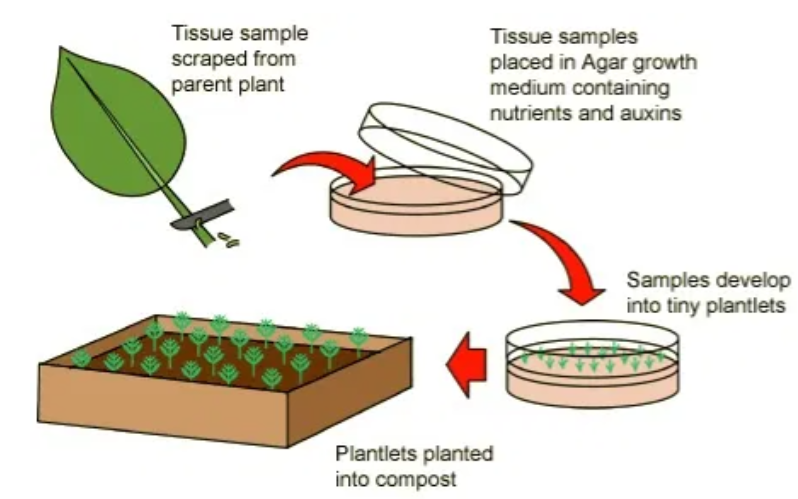 Tissue sample
scraped from
parent plant
Tissue samples
placed in Agar growth
medium containing
nutrients and auxins
Samples develop
into tiny plantlets
Plantlets planted
into compost